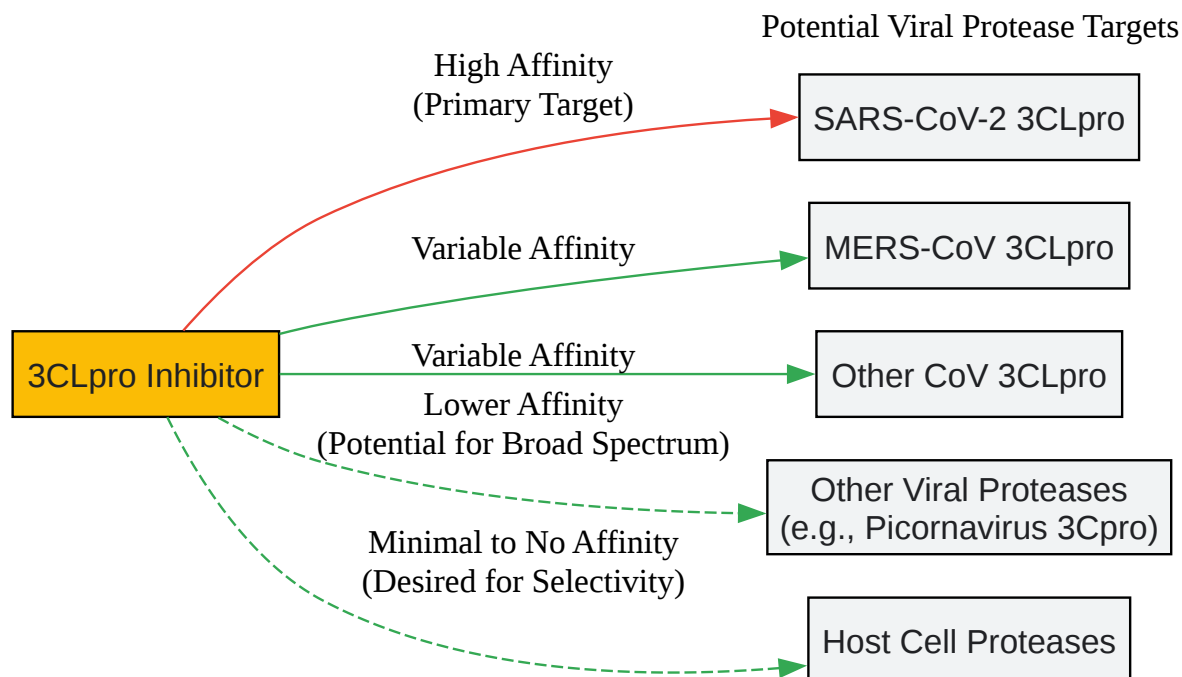 Potential Viral Protease Targets
High Affinity
(Primary Target)
SARS-CoV-2 3CLpro
Variable Affinity
MERS-CoV 3CLpro
3CLpro Inhibitor
Variable Affinity
Other CoV 3CLpro
Lower Affinity
(Potential for Broad Spectrum)
Other Viral Proteases
(e.g., Picornavirus 3Cpro)
Minimal to No Affinity
(Desired for Selectivity)
Host Cell Proteases